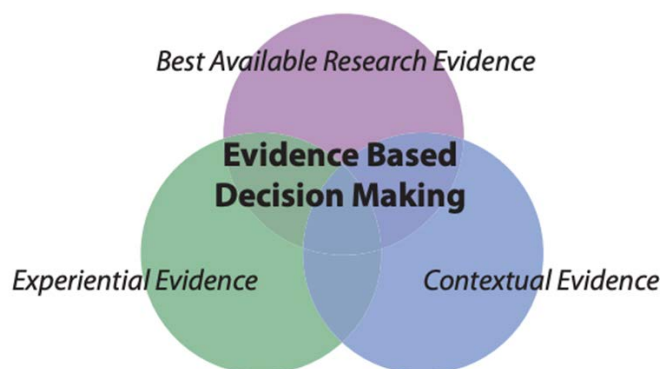 Best Available Research Evidence
Evidence Based
Decision Making
Experiential Evidence
Contextual Evidence